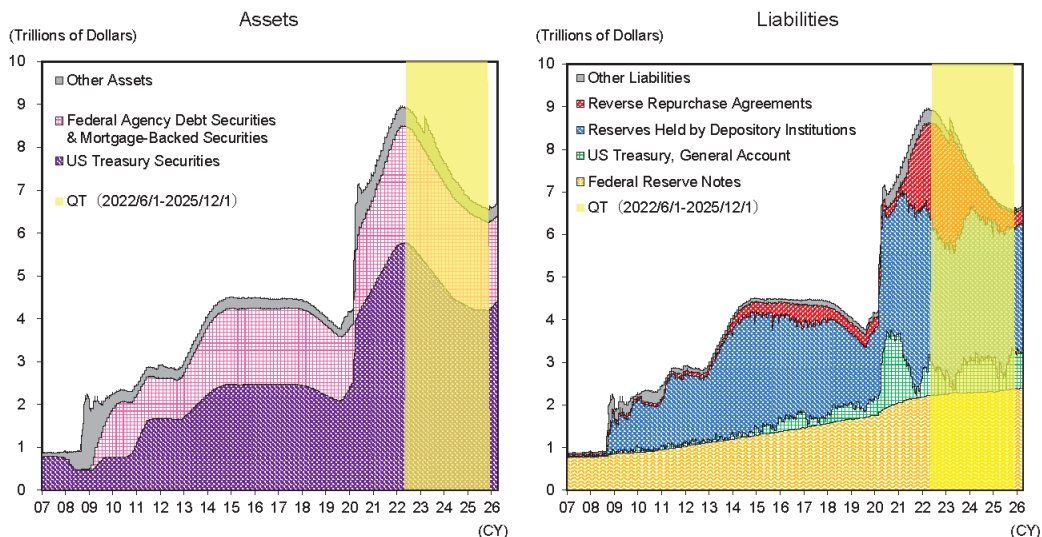 Assets
(Trillions of Dollars)
10
9
8
7
6
5
4
3
2
1
0
Other Assets
Federal Agency Debt Securities
& Mortgage-Backed Securities
US Treasury Securities
QT (2022/6/1-2025/12/1)
07 08 09 10 11 12 13 14 15 16 17 18 19 20 21 22 23 24 25 26
(CY)
Liabilities
(Trillions of Dollars)
10
9
8
7
6
5
4
3
2
1
0
Other Liabilities
Reverse Repurchase Agreements
Reserves Held by Depository Institutions
US Treasury, General Account
Federal Reserve Notes
QT (2022/6/1-2025/12/1)
07 08 09 10 11 12 13 14 15 16 17 18 19 20 21 22 23 24 25 26
(CY)